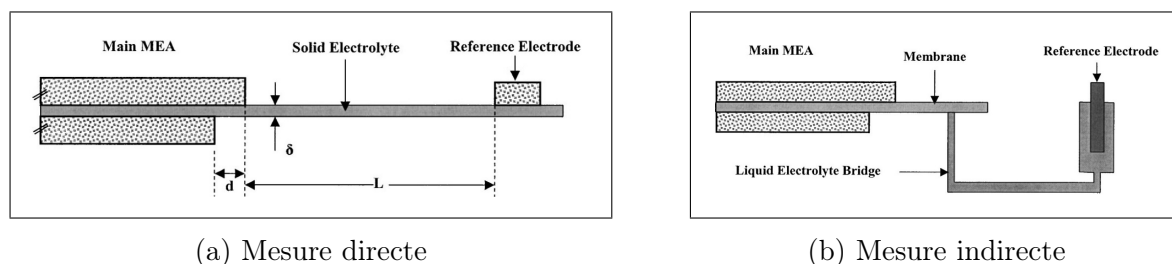 Main MEA
Solid Electrolyte
Reference Electrode
δ
d
L
(a) Mesure directe
Main MEA
Membrane
Reference Electrode
Liquid Electrolyte Bridge
(b) Mesure indirecte